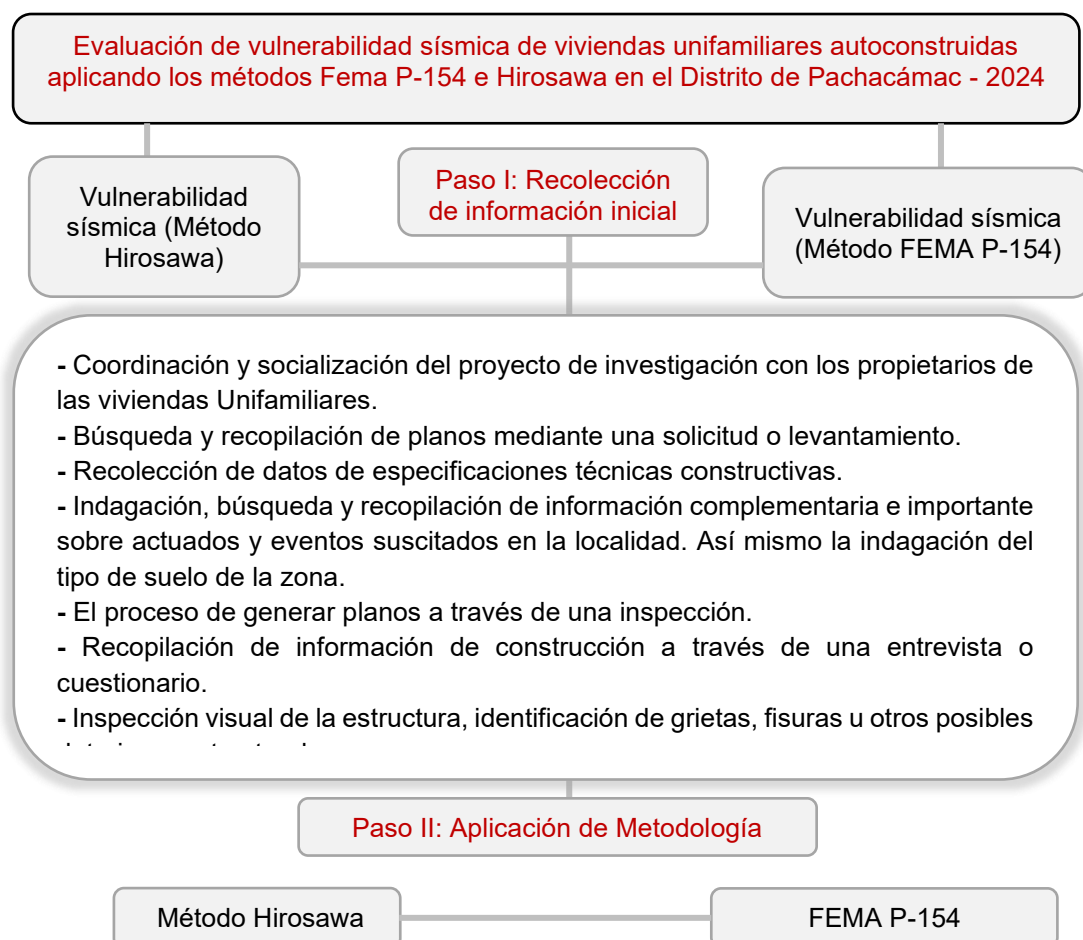 Evaluación de vulnerabilidad sísmica de viviendas unifamiliares autoconstruidas
aplicando los métodos Fema P-154 e Hirosawa en el Distrito de Pachacámac - 2024
Vulnerabilidad
sísmica (Método
Hirosawa)
Paso I: Recolección
de información inicial
Vulnerabilidad sísmica
(Método FEMA P-154)
- Coordinación y socialización del proyecto de investigación con los propietarios de
las viviendas Unifamiliares.
- Búsqueda y recopilación de planos mediante una solicitud o levantamiento.
- Recolección de datos de especificaciones técnicas constructivas.
- Indagación, búsqueda y recopilación de información complementaria e importante
sobre actuados y eventos suscitados en la localidad. Así mismo la indagación del
tipo de suelo de la zona.
- El proceso de generar planos a través de una inspección.
- Recopilación de información de construcción a través de una entrevista o
cuestionario.
- Inspección visual de la estructura, identificación de grietas, fisuras u otros posibles
Paso II: Aplicación de Metodología
Método Hirosawa
FEMA P-154